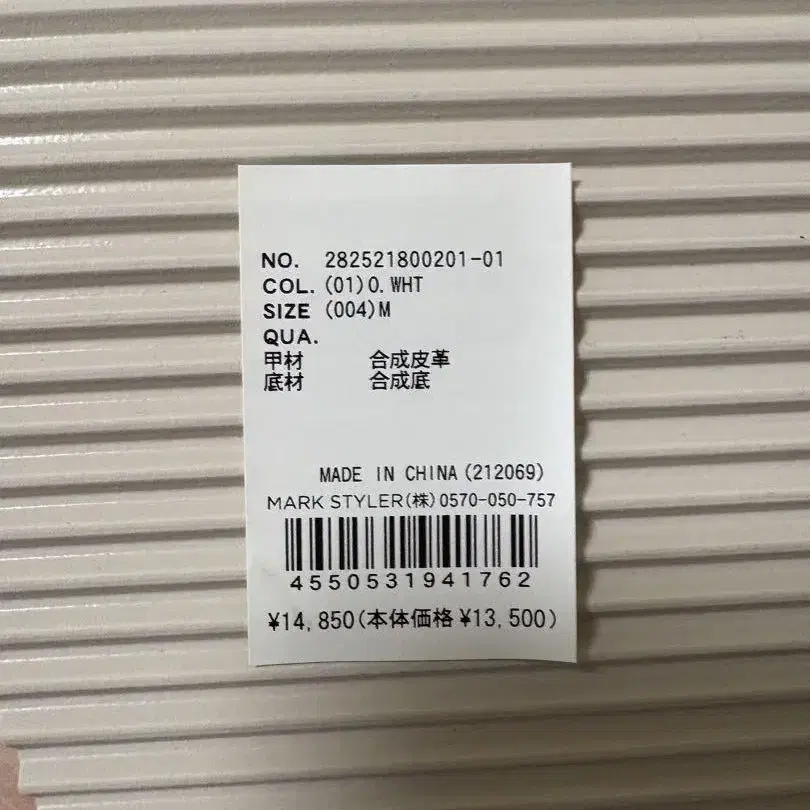 NO. 282521800201-01
COL. (01)O.WHT
SIZE (004)M
QUA.
甲材 合成皮革
底材 合成底
MADE IN CHINA(212069)
MARK STYLER(株)0570-050-757
4550531941762
¥14,850(本体価格 ¥13,500)